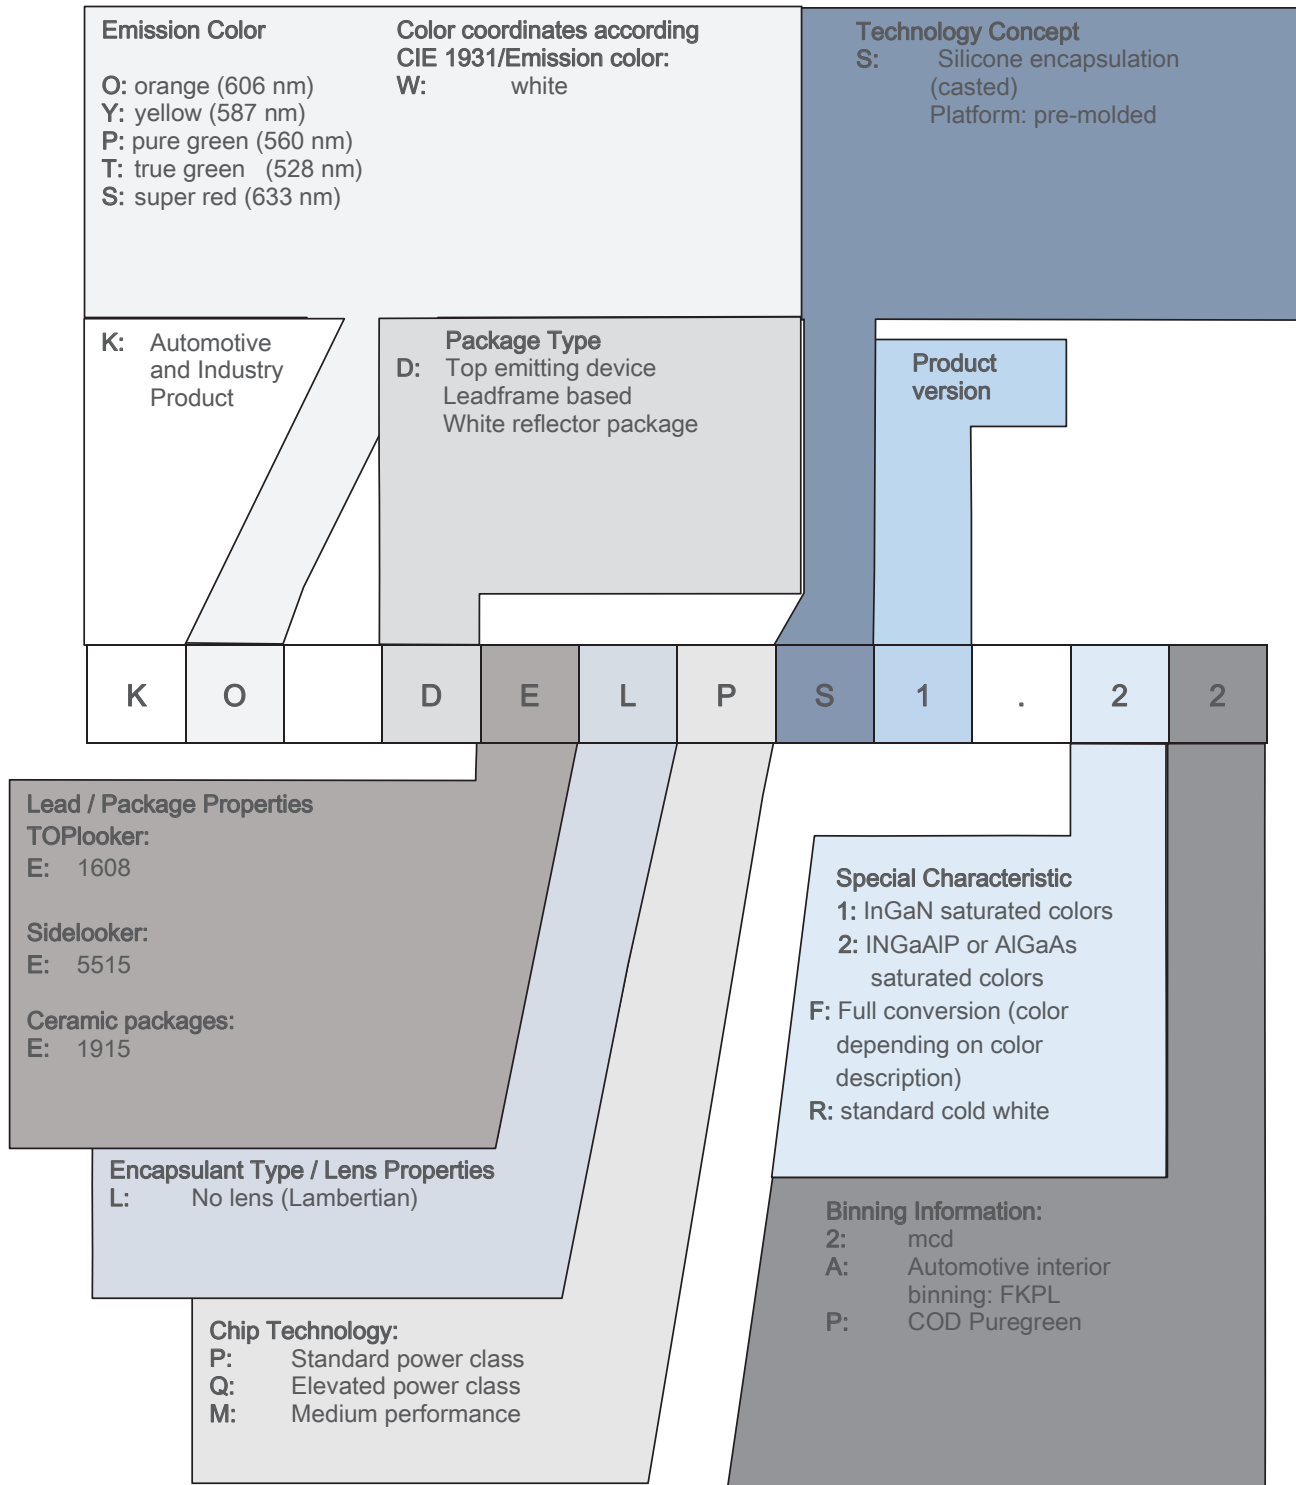 Emission Color
O: orange (606 nm)
Y: yellow (587 nm)
P: pure green (560 nm)
T: true green (528 nm)
S: super red (633 nm)
Color coordinates according
CIE 1931/Emission color:
W: white
Technology Concept
S: Silicone encapsulation
(casted)
Platform: pre-molded
K: Automotive
and Industry
Product
Package Type
D: Top emitting device
Leadframe based
White reflector package
Product
version
K O D E L P S 1 . 2 2
Lead / Package Properties
TOPlooker:
E: 1608
Sidelooker:
E: 5515
Ceramic packages:
E: 1915
Encapsulant Type / Lens Properties
L: No lens (Lambertian)
Chip Technology:
P: Standard power class
Q: Elevated power class
M: Medium performance
Special Characteristic
1: InGaN saturated colors
2: INGaAlP or AlGaAs
saturated colors
F: Full conversion (color
depending on color
description)
R: standard cold white
Binning Information:
2: mcd
A: Automotive interior
binning: FKPL
P: COD Puregreen